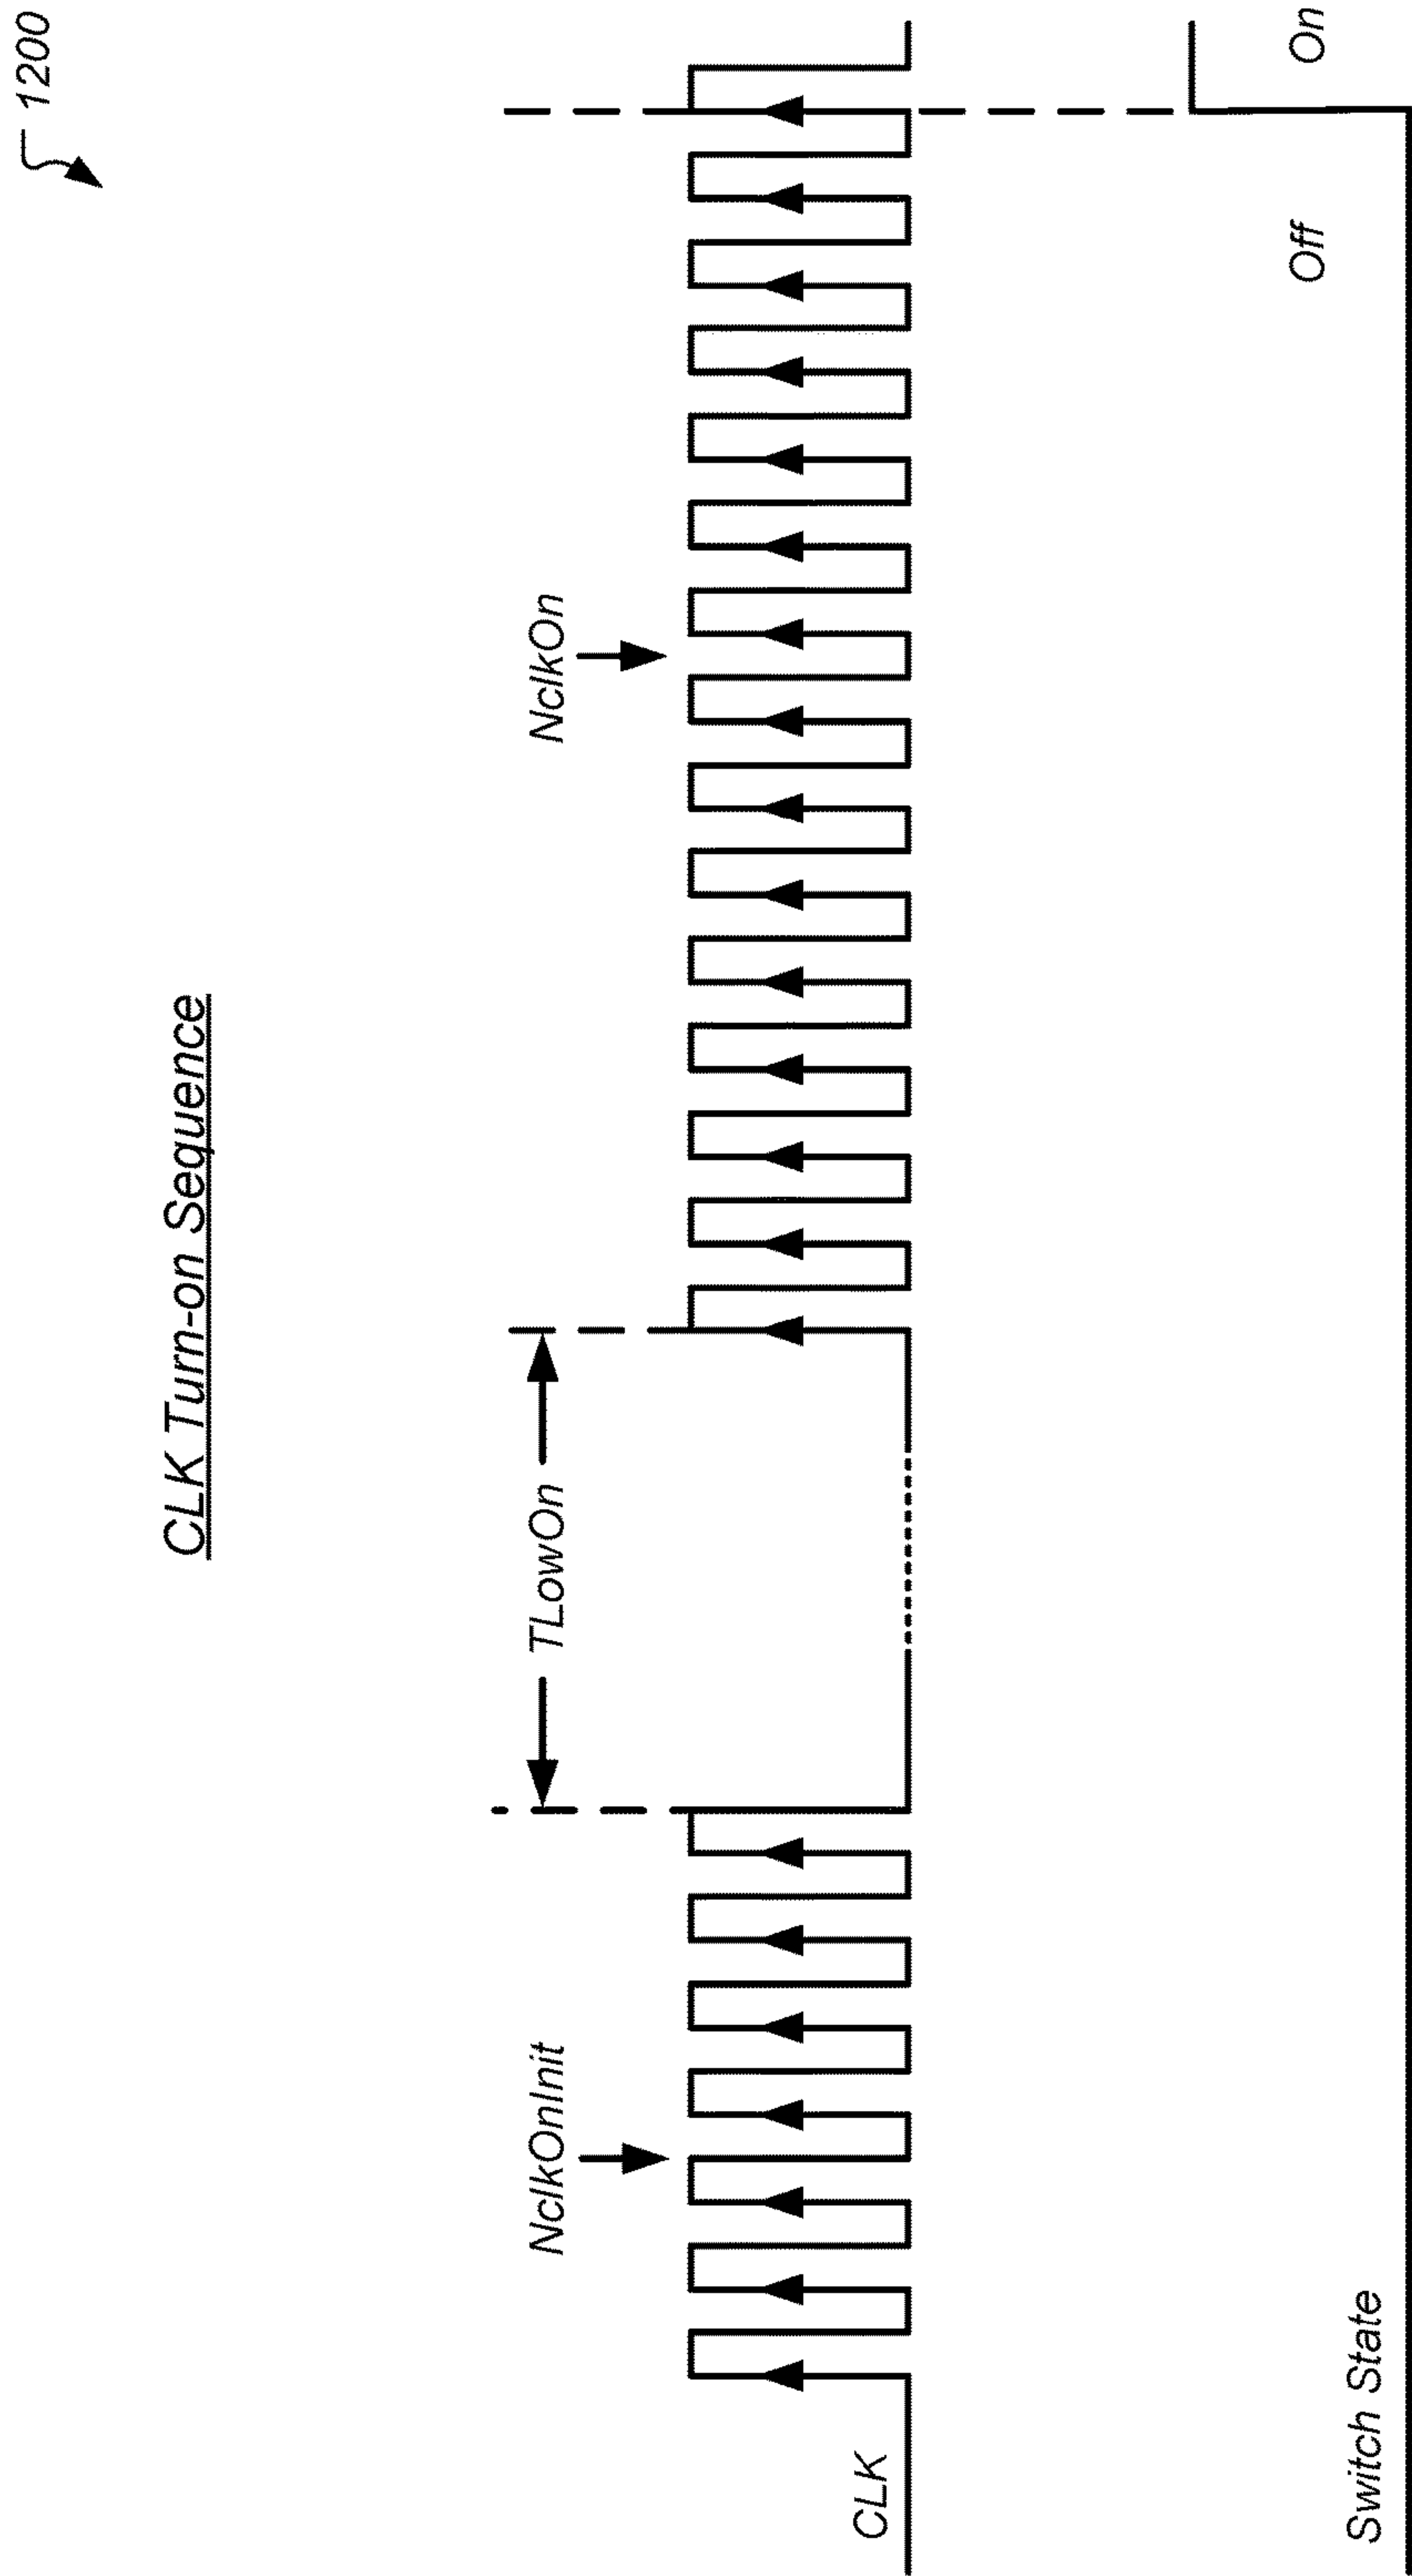 1200
CLK Turn-on Sequence
NclkOnInit
TLowOn
NclkOn
CLK
Off
On
Switch State